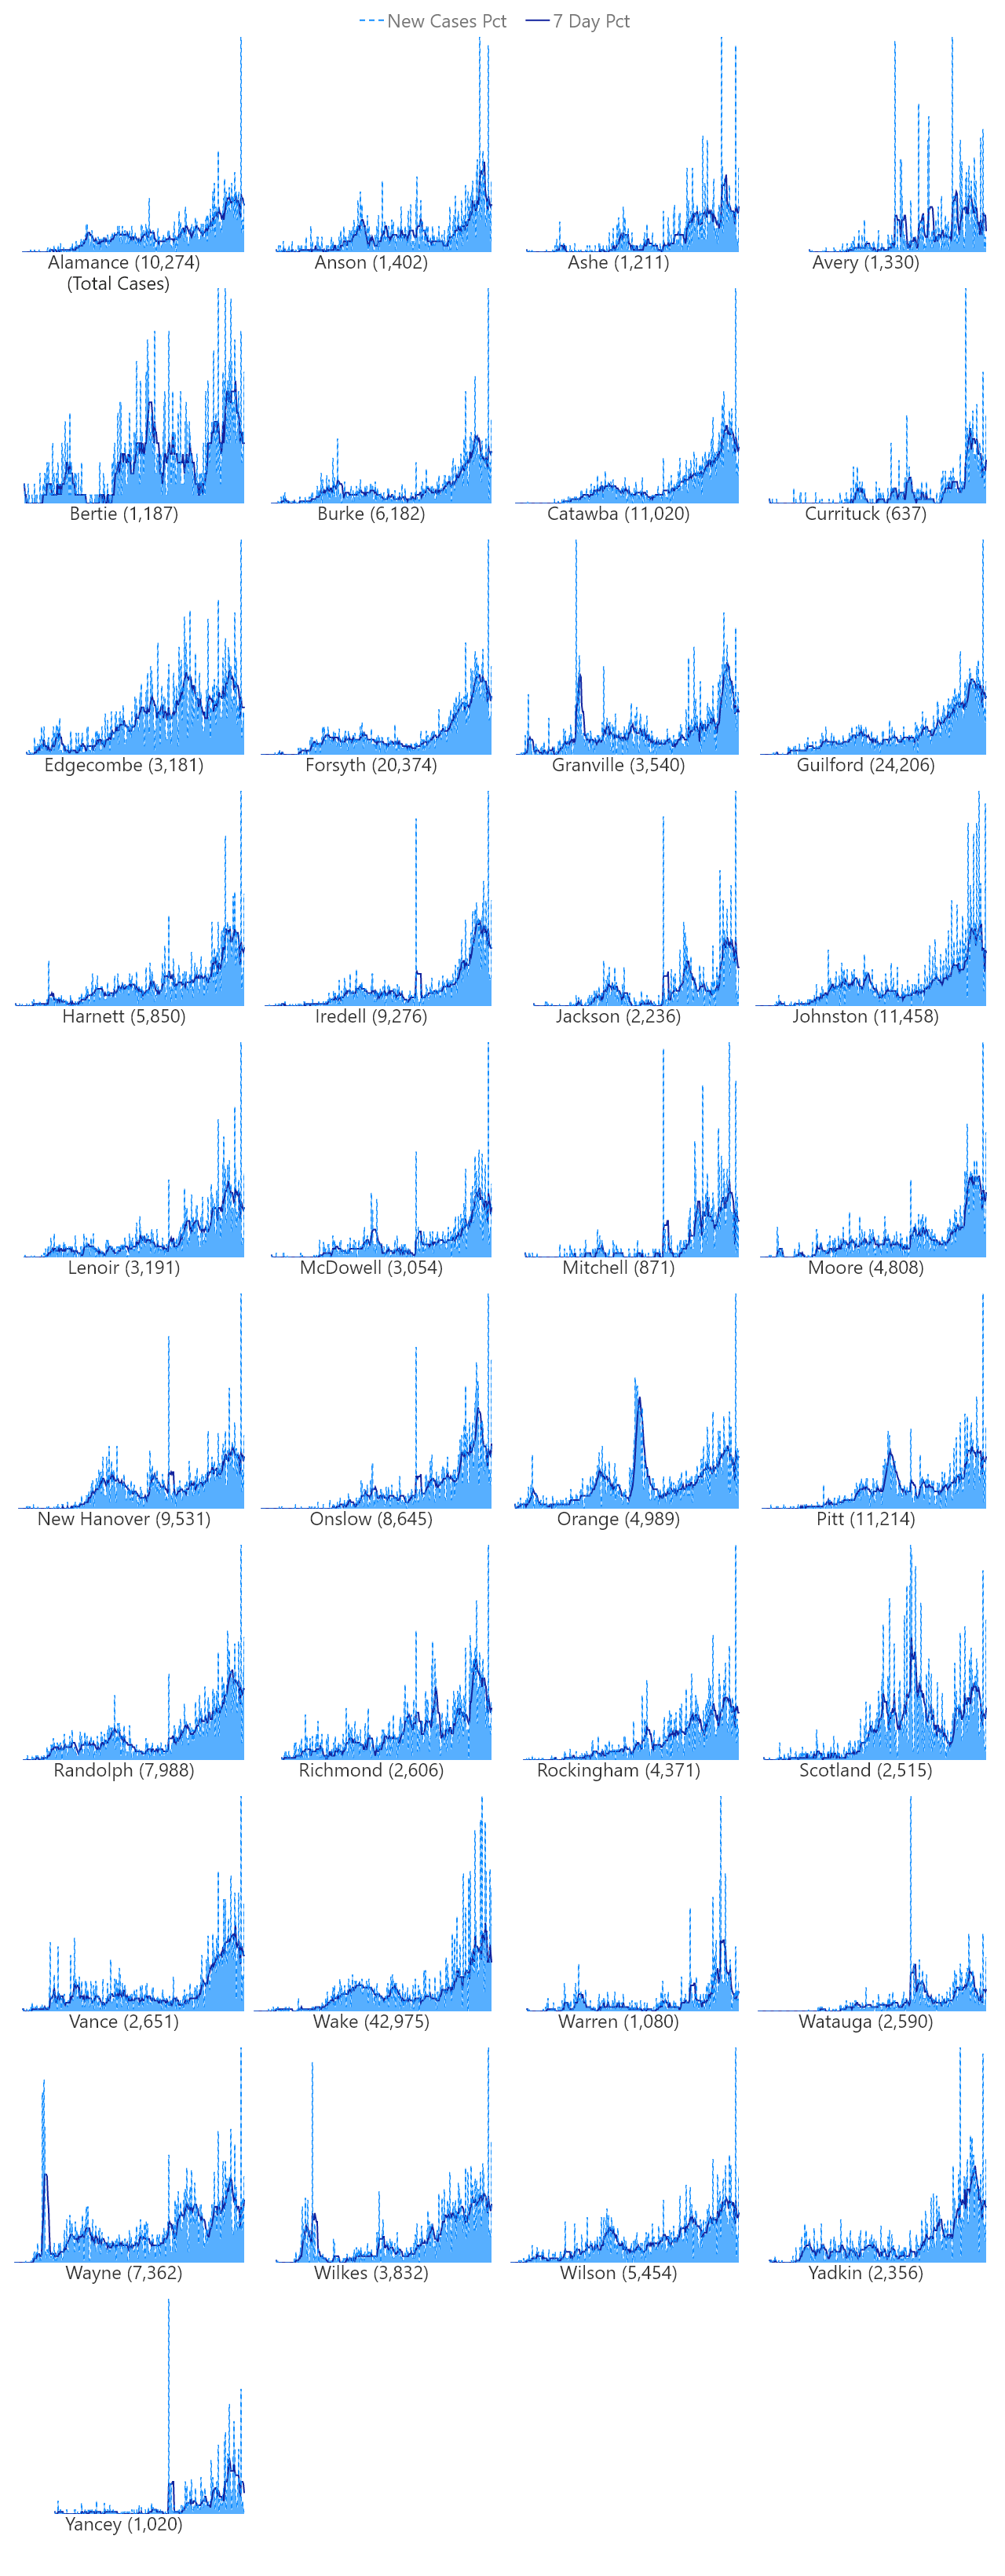 New Cases Pct 7 Day Pct
Alamance (10,274) Anson (1,402) Ashe (1,211) Avery (1,330)
(Total Cases)
Bertie (1,187) Burke (6,182) Catawba (11,020) Currituck (637)
Edgecombe (3,181) Forsyth (20,374) Granville (3,540) Guilford (24,206)
Harnett (5,850) Iredell (9,276) Jackson (2,236) Johnston (11,458)
Lenoir (3,191) McDowell (3,054) Mitchell (871) Moore (4,808)
New Hanover (9,531) Onslow (8,645) Orange (4,989) Pitt (11,214)
Randolph (7,988) Richmond (2,606) Rockingham (4,371) Scotland (2,515)
Vance (2,651) Wake (42,975) Warren (1,080) Watauga (2,590)
Wayne (7,362) Wilkes (3,832) Wilson (5,454) Yadkin (2,356)
Yancey (1,020)